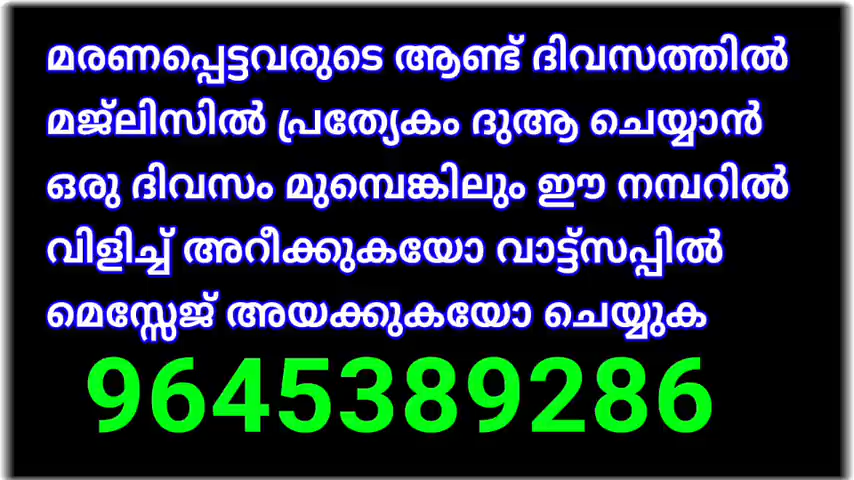 മരണപ്പെട്ടവരുടെ ആണ്ട് ദിവസത്തിൽ
മജ്ലിസിൽ പ്രത്യേകം ദുആ ചെയ്യാൻ
ഒരു ദിവസം മുമ്പെങ്കിലും ഈ നമ്പറിൽ
വിളിച്ച് അറീക്കുകയോ വാട്ട്സപ്പിൽ
മെസ്സേജ് അയക്കുകയോ ചെയ്യുക
9645389286